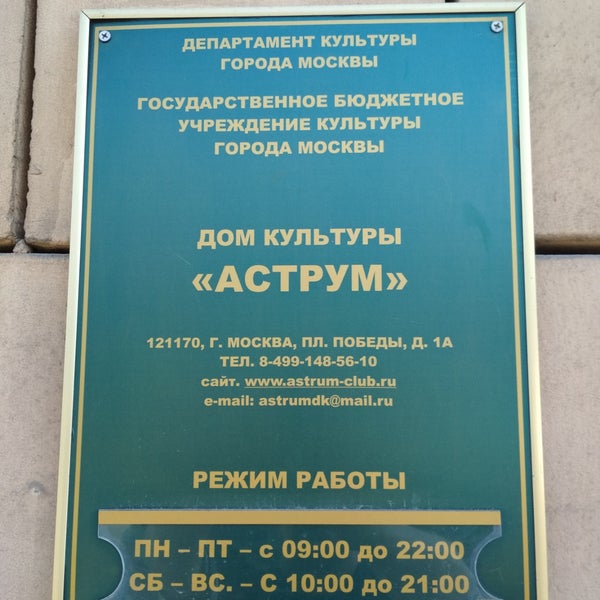 ДЕПАРТАМЕНТ КУЛЬТУРЫ
ГОРОДА МОСКВЫ
ГОСУДАРСТВЕННОЕ БЮДЖЕТНОЕ
УЧРЕЖДЕНИЕ КУЛЬТУРЫ
ГОРОДА МОСКВЫ
ДОМ КУЛЬТУРЫ
«АСТРУМ»
121170, Г. МОСКВА, ПЛ. ПОБЕДЫ, Д. 1А
ТЕЛ. 8-499-148-56-10
сайт. www.astrum-club.ru
e-mail: astrumdk@mail.ru
РЕЖИМ РАБОТЫ
ПН – ПТ – с 09:00 до 22:00
СБ – ВС. – С 10:00 до 21:00